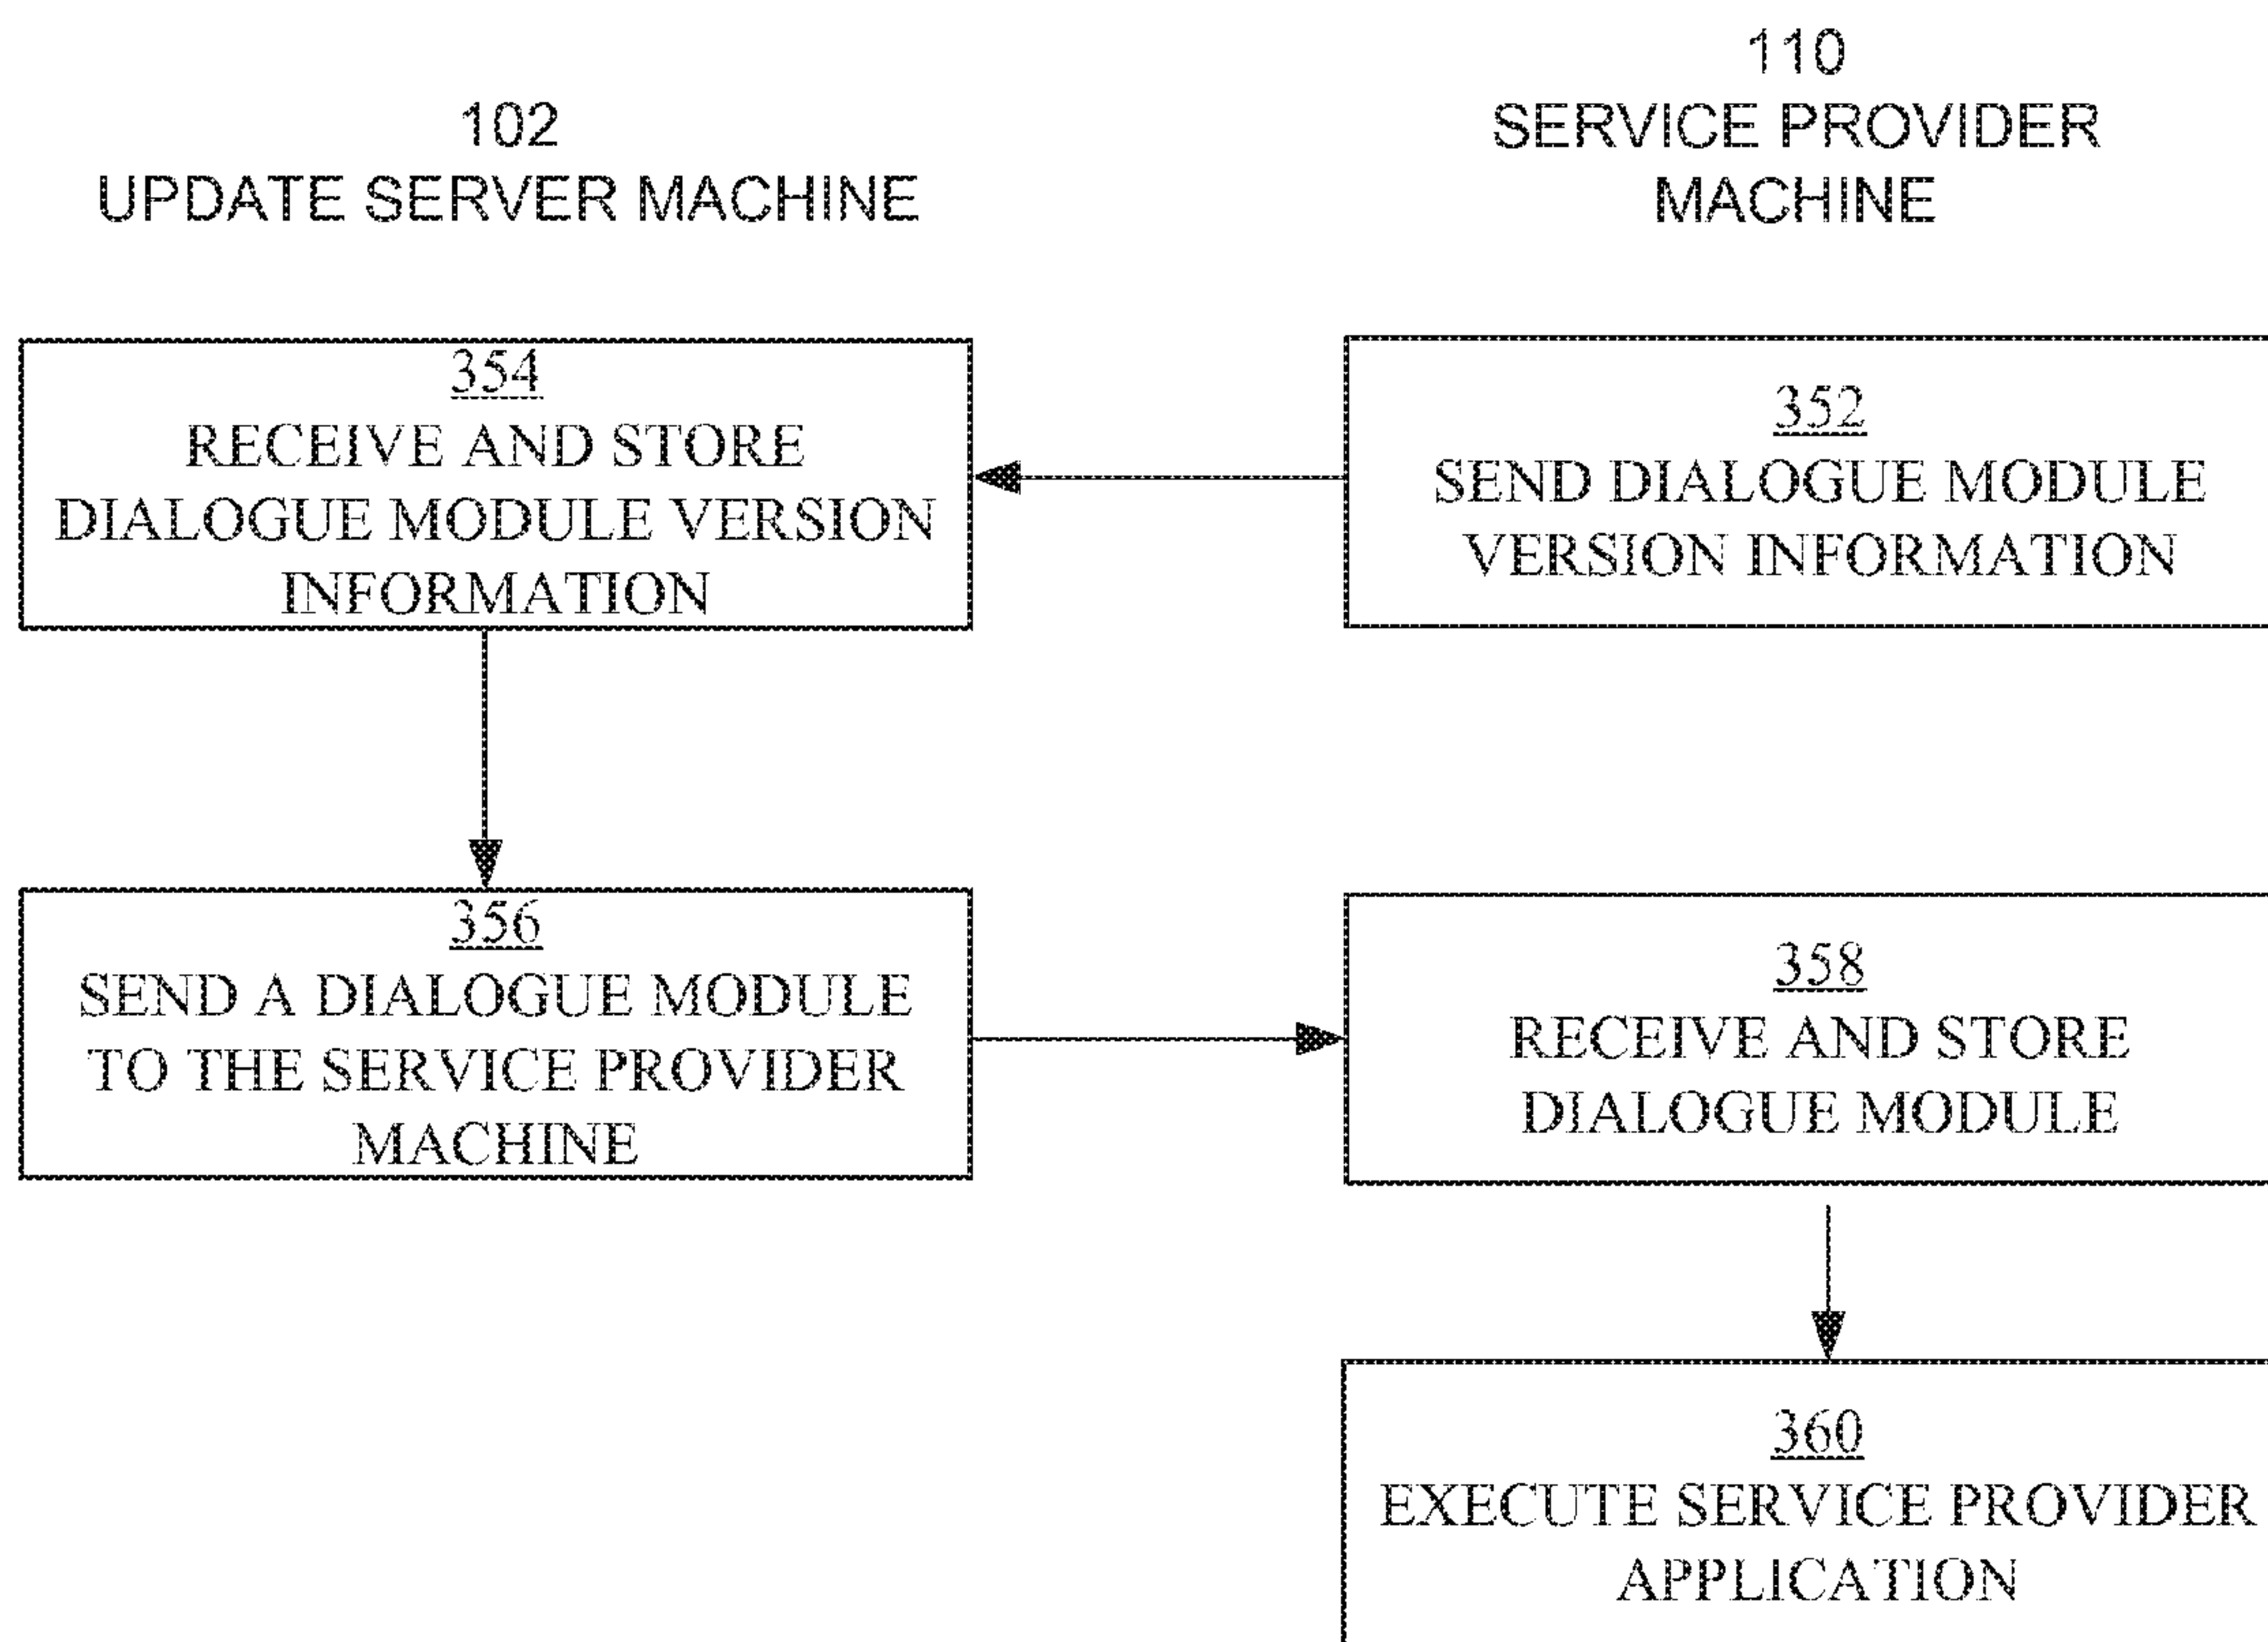 102
UPDATE SERVER MACHINE
110
SERVICE PROVIDER
MACHINE
354
RECEIVE AND STORE
DIALOGUE MODULE VERSION
INFORMATION
352
SEND DIALOGUE MODULE
VERSION INFORMATION
356
SEND A DIALOGUE MODULE
TO THE SERVICE PROVIDER
MACHINE
358
RECEIVE AND STORE
DIALOGUE MODULE
360
EXECUTE SERVICE PROVIDER
APPLICATION